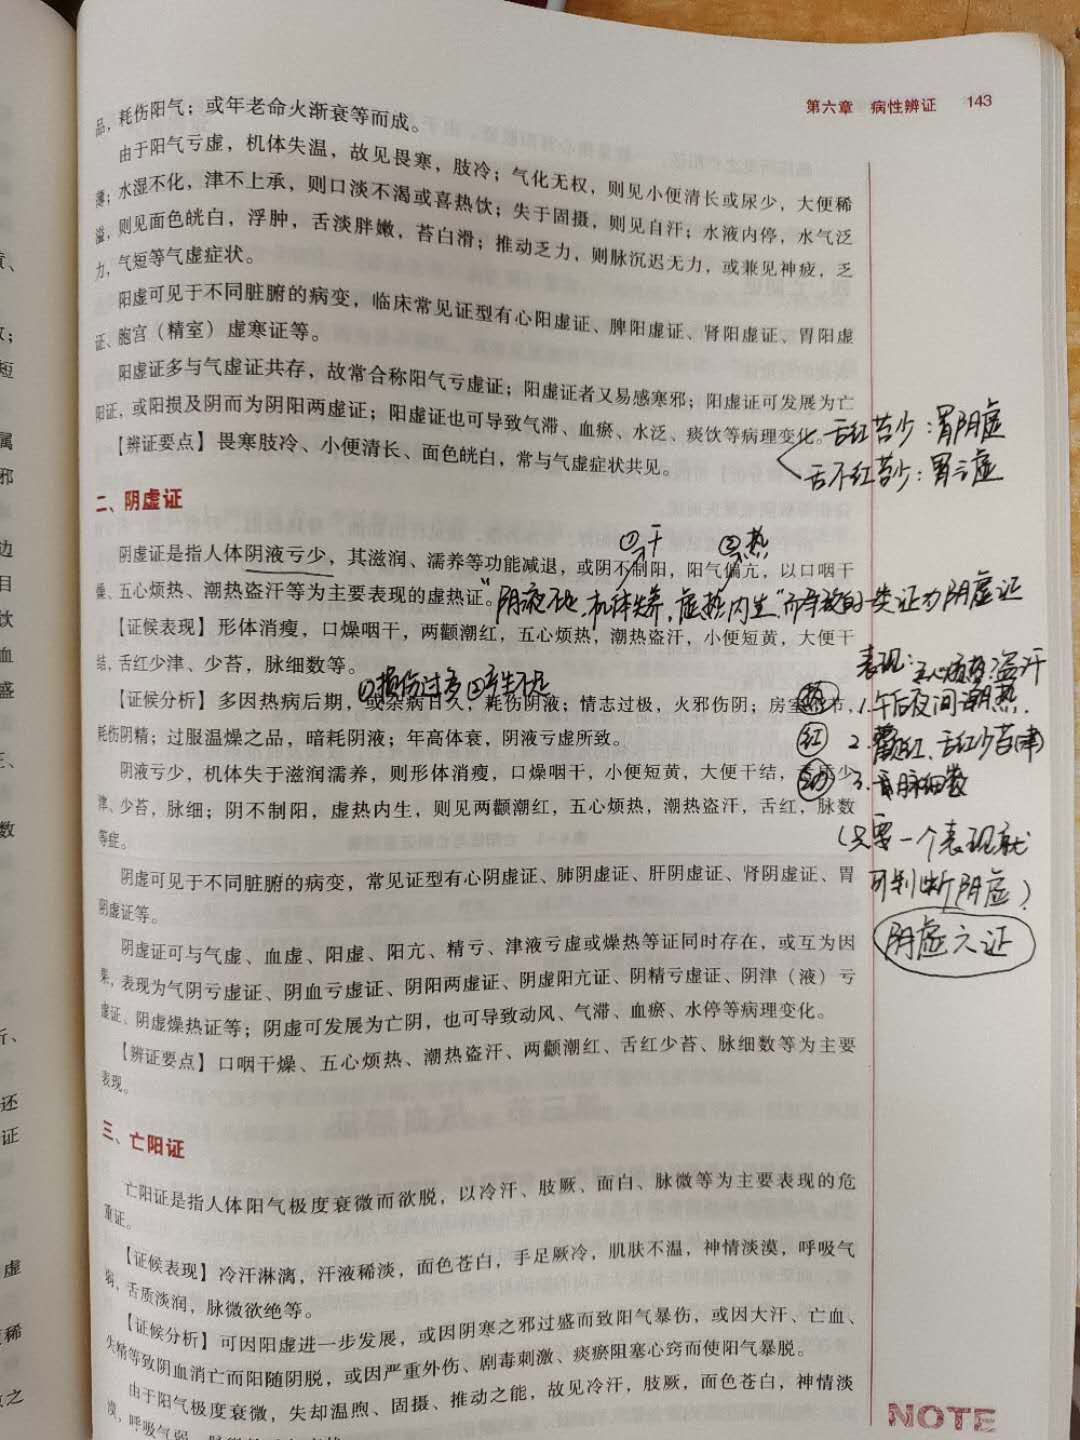 第六章 病性辨证 143
品，耗伤阳气；或年老命火渐衰等而成。
由于阳气亏虚，机体失温，故见畏寒，肢冷；气化无权，则见小便清长或尿少，大便稀
薄；水湿不化，津不上承，则口淡不渴或喜热饮；失于固摄，则见自汗；水液内停，水气泛
溢，则见面色㿠白，浮肿，舌淡胖嫩，苔白滑；推动乏力，则脉沉迟无力，或兼见神疲，乏
力，气短等气虚症状。
阳虚可见于不同脏腑的病变，临床常见证型有心阳虚证、脾阳虚证、肾阳虚证、胃阳虚
证、胞宫（精室）虚寒证等。
阳虚证多与气虚证共存，故常合称阳气亏虚证；阳虚证者又易感寒邪；阳虚证可发展为亡
阳证，或阳损及阴而为阴阳两虚证；阳虚证也可导致气滞、血瘀、水泛、痰饮等病理变化。
【辨证要点】畏寒肢冷、小便清长、面色㿠白，常与气虚症状共见。
舌红苔少：胃阴虚
舌不红苔少：胃气虚
二、阴虚证
①干 ②热
阴虚证是指人体阴液亏少，其滋润、濡养等功能减退，或阴不制阳，阳气偏亢，以口咽干
燥、五心烦热、潮热盗汗等为主要表现的虚热证。
“阴液不足，机体失养，虚热内生”而导致的一类证为阴虚证
【证候表现】形体消瘦，口燥咽干，两颧潮红，五心烦热，潮热盗汗，小便短黄，大便干
结，舌红少津、少苔，脉细数等。
①损伤过多 ②产生不足
【证候分析】多因热病后期，或杂病日久，耗伤阴液；情志过极，火邪伤阴；房室不节，
耗伤阴精；过服温燥之品，暗耗阴液；年高体衰，阴液亏虚所致。
阴液亏少，机体失于滋润濡养，则形体消瘦，口燥咽干，小便短黄，大便干结，舌红少
津、少苔，脉细；阴不制阳，虚热内生，则见两颧潮红，五心烦热，潮热盗汗，舌红，脉数
等症。
表现：五心烦热、盗汗
热 1.午后夜间潮热.
红 2.颧红、舌红少苔(津)
3.脉细数
（只要一个表现就
可判断阴虚）
阴虚六证
阴虚可见于不同脏腑的病变，常见证型有心阴虚证、肺阴虚证、肝阴虚证、肾阴虚证、胃
阴虚证等。
阴虚证可与气虚、血虚、阳虚、阳亢、精亏、津液亏虚或燥热等证同时存在，或互为因
果，表现为气阴亏虚证、阴血亏虚证、阴阳两虚证、阴虚阳亢证、阴精亏虚证、阴津（液）亏
虚证、阴虚燥热证等；阴虚可发展为亡阴，也可导致动风、气滞、血瘀、水停等病理变化。
【辨证要点】口咽干燥、五心烦热、潮热盗汗、两颧潮红、舌红少苔、脉细数等为主要
表现。
三、亡阳证
亡阳证是指人体阳气极度衰微而欲脱，以冷汗、肢厥、面白、脉微等为主要表现的危
重证。
【证候表现】冷汗淋漓，汗液稀淡，面色苍白，手足厥冷，肌肤不温，神情淡漠，呼吸气
弱，舌质淡润，脉微欲绝等。
【证候分析】可因阳虚进一步发展，或因阴寒之邪过盛而致阳气暴伤，或因大汗、亡血、
失精等致阴血消亡而阳随阴脱，或因严重外伤、剧毒刺激、痰瘀阻塞心窍而使阳气暴脱。
由于阳气极度衰微，失却温煦、固摄、推动之能，故见冷汗，肢厥，面色苍白，神情淡
漠，呼吸气弱
NOTE